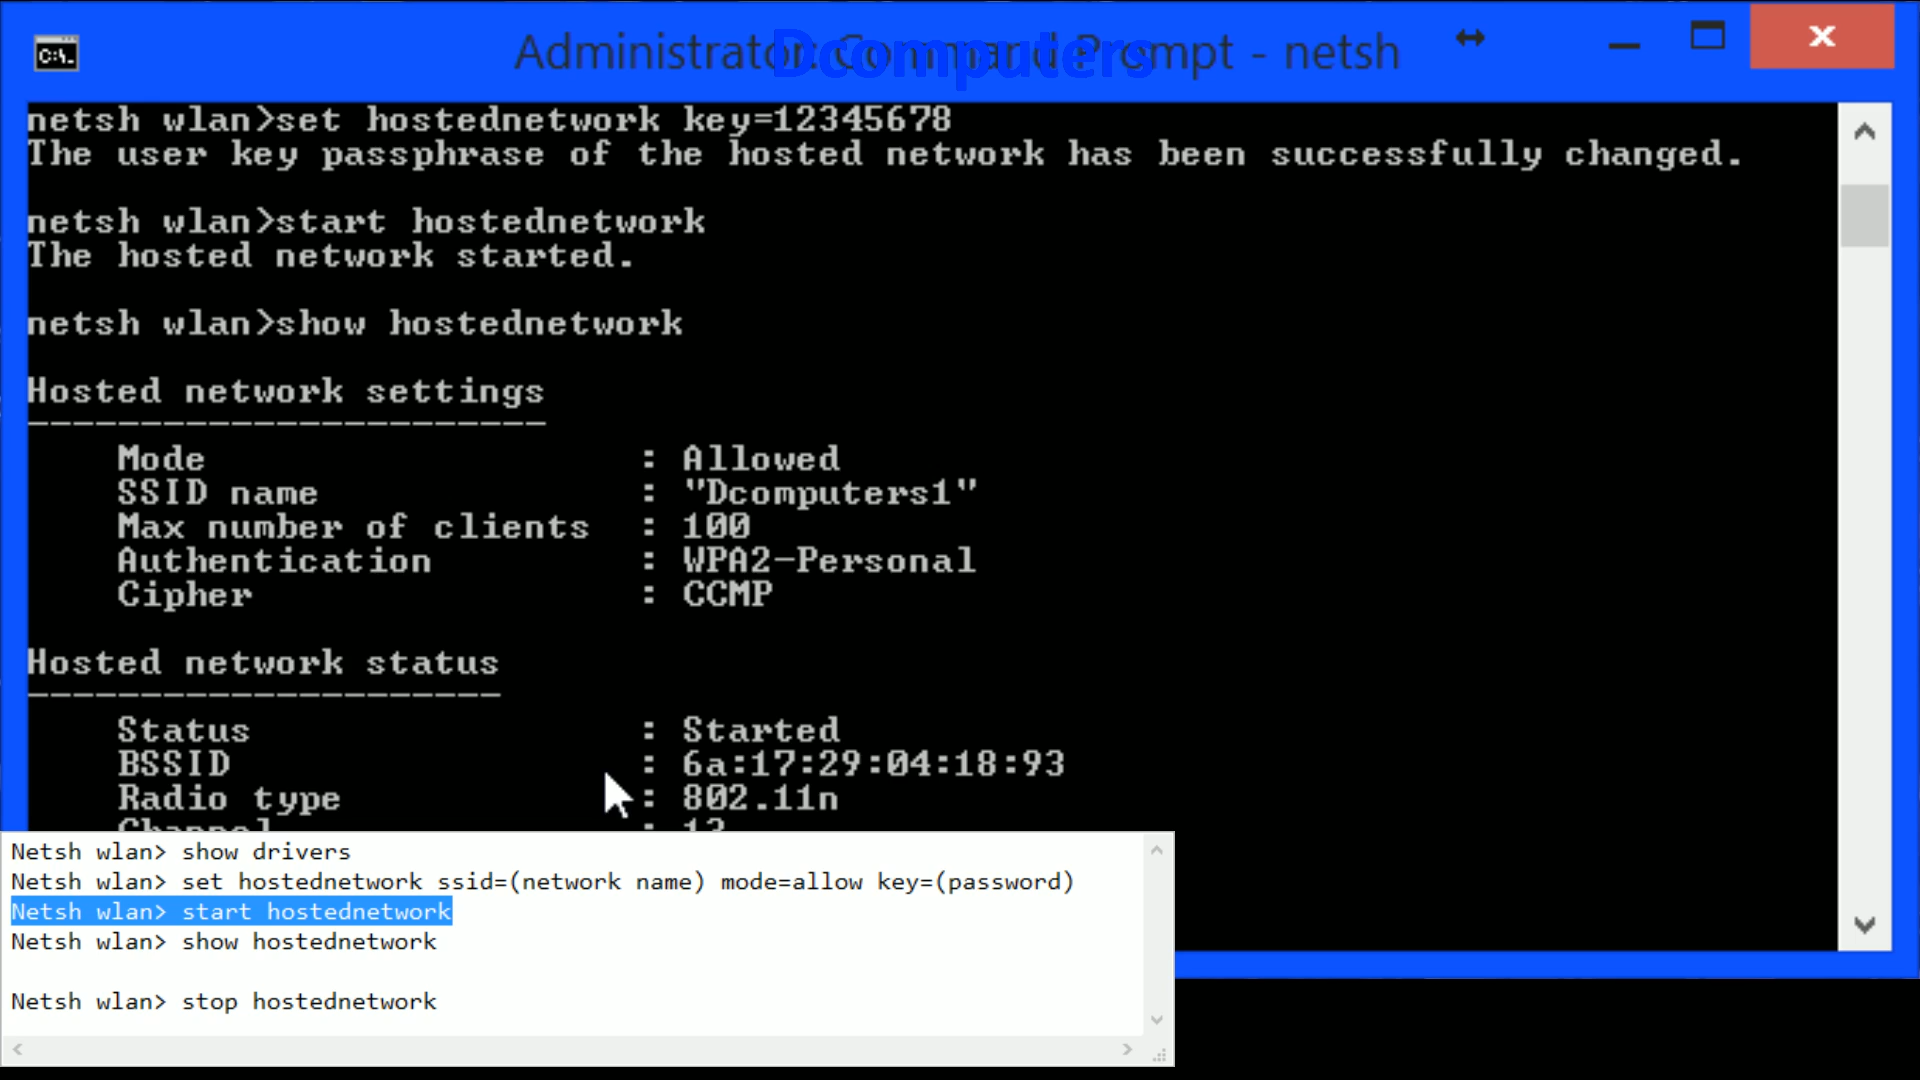 C:\.
Administrator: Command Prompt - netsh
Dcomputers
netsh wlan>set hostednetwork key=12345678
The user key passphrase of the hosted network has been successfully changed.
netsh wlan>start hostednetwork
The hosted network started.
netsh wlan>show hostednetwork
Hosted network settings
-----------------------
Mode : Allowed
SSID name : "Dcomputers1"
Max number of clients : 100
Authentication : WPA2-Personal
Cipher : CCMP
Hosted network status
---------------------
Status : Started
BSSID : 6a:17:29:04:18:93
Radio type : 802.11n
Channel : 13
Netsh wlan> show drivers
Netsh wlan> set hostednetwork ssid=(network name) mode=allow key=(password)
Netsh wlan> start hostednetwork
Netsh wlan> show hostednetwork
Netsh wlan> stop hostednetwork